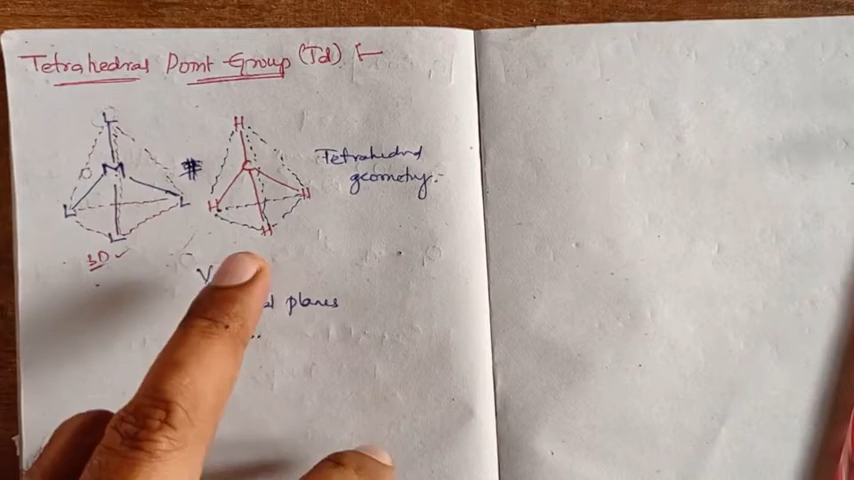 Tetrahedral Point Group (Td) :-
L
M
L
L
L
3D ✓
H
C
H
H
H
Tetrahedral
geometry:-
planes